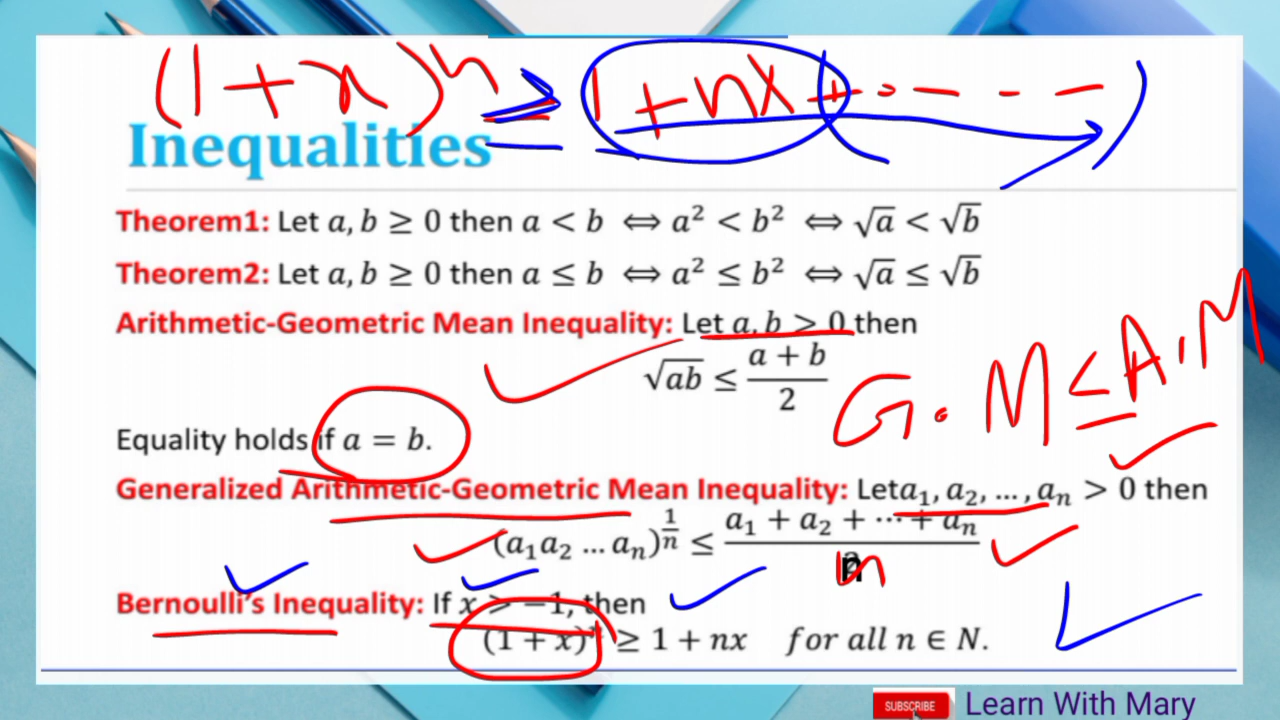 (1 + x)^n ≥ 1 + nx + - - - - )
Inequalities
Theorem1: Let a, b ≥ 0 then a < b ⟺ a² < b² ⟺ √a < √b
Theorem2: Let a, b ≥ 0 then a ≤ b ⟺ a² ≤ b² ⟺ √a ≤ √b
Arithmetic-Geometric Mean Inequality: Let a, b > 0 then
√ab ≤ (a + b)/2
G. M ≤ A. M
Equality holds if a = b.
Generalized Arithmetic-Geometric Mean Inequality: Let a₁, a₂, …, aₙ > 0 then
(a₁a₂ … aₙ)^(1/n) ≤ (a₁ + a₂ + ⋯ + aₙ)/n
Bernoulli's Inequality: If x > −1, then
(1 + x)ⁿ ≥ 1 + nx for all n ∈ N.
SUBSCRIBE Learn With Mary